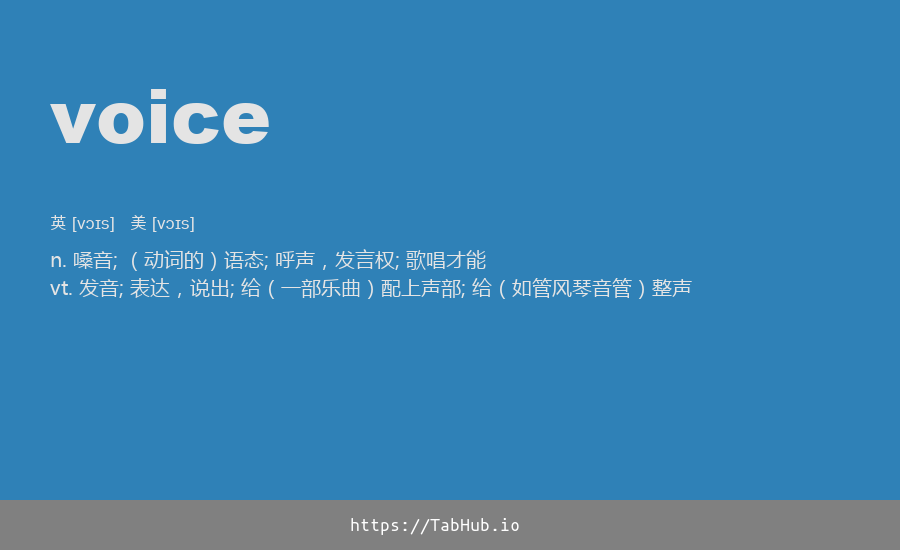 voice
英 [vɔɪs] 美 [vɔɪs]
n. 嗓音; （动词的）语态; 呼声，发言权; 歌唱才能
vt. 发音; 表达，说出; 给（一部乐曲）配上声部; 给（如管风琴音管）整声
https://TabHub.io